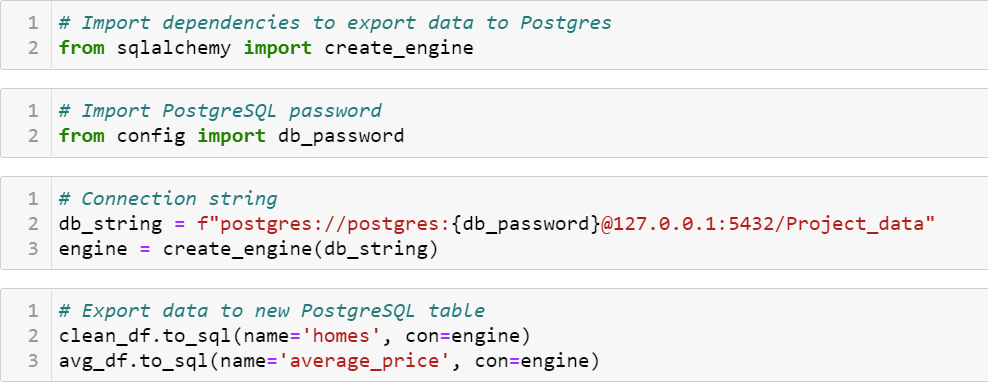 1 # Import dependencies to export data to Postgres
2 from sqlalchemy import create_engine
1 # Import PostgreSQL password
2 from config import db_password
1 # Connection string
2 db_string = f"postgres://postgres:{db_password}@127.0.0.1:5432/Project_data"
3 engine = create_engine(db_string)
1 # Export data to new PostgreSQL table
2 clean_df.to_sql(name='homes', con=engine)
3 avg_df.to_sql(name='average_price', con=engine)